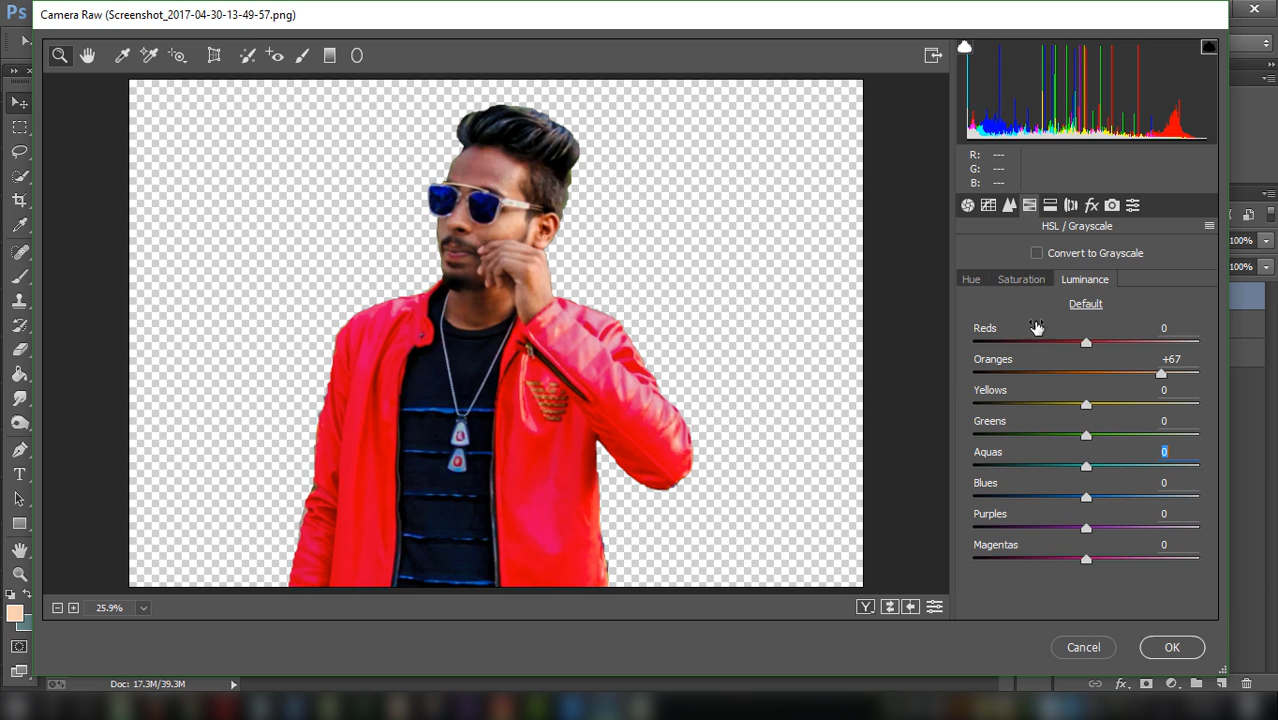 Ps
Camera Raw (Screenshot_2017-04-30-13-49-57.png)
R: ---
G: ---
B: ---
fx
HSL / Grayscale
Convert to Grayscale
100%
100%
Hue Saturation Luminance
Default
Reds 0
Oranges +67
Yellows 0
Greens 0
Aquas 0
Blues 0
Purples 0
Magentas 0
T
25.9%
Y
Cancel OK
Doc: 17.3M/39.3M
fx